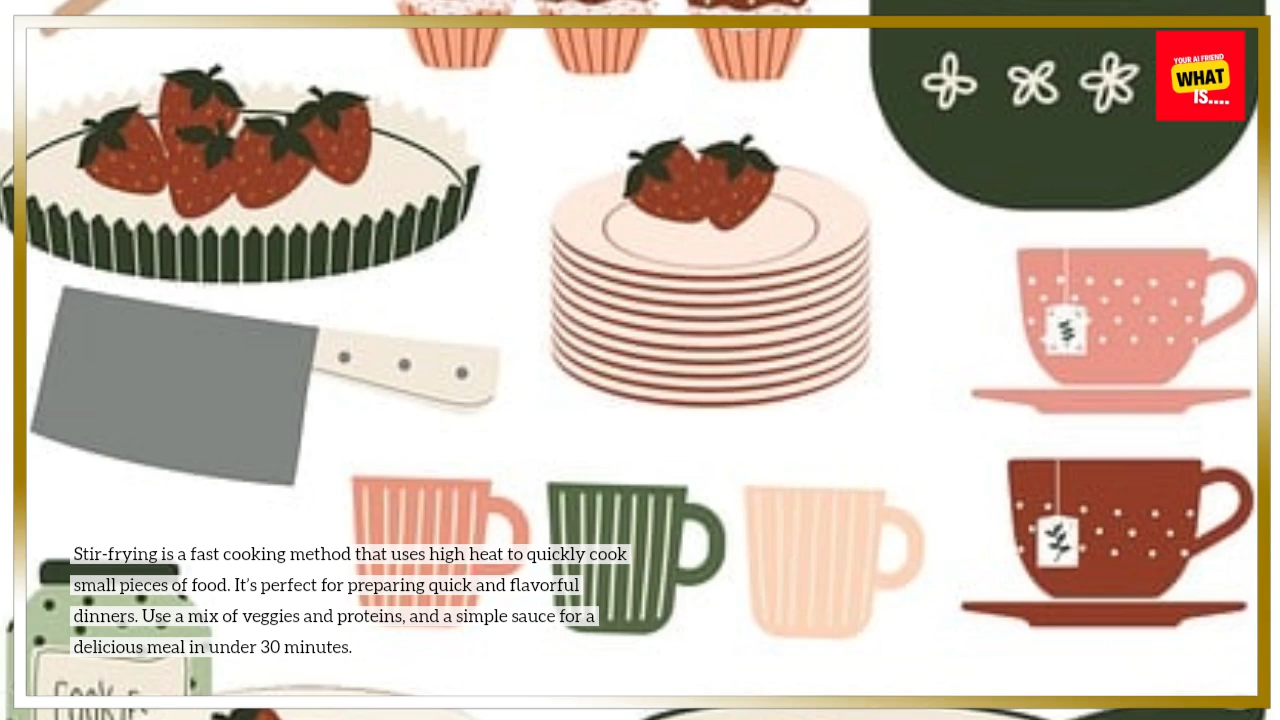 YOUR AI FRIEND
WHAT
IS....
Stir-frying is a fast cooking method that uses high heat to quickly cook
small pieces of food. It's perfect for preparing quick and flavorful
dinners. Use a mix of veggies and proteins, and a simple sauce for a
delicious meal in under 30 minutes.
COOKIE